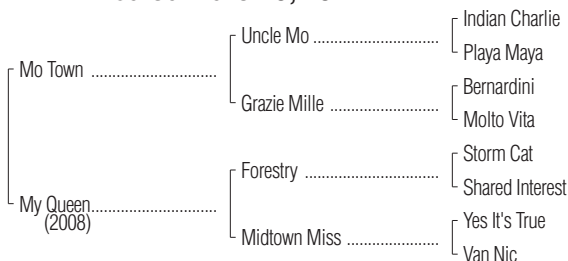 Indian Charlie
Uncle Mo
Playa Maya
Mo Town
Bernardini
Grazie Mille
Molto Vita
Storm Cat
Forestry
Shared Interest
My Queen
(2008)
Yes It's True
Midtown Miss
Van Nic